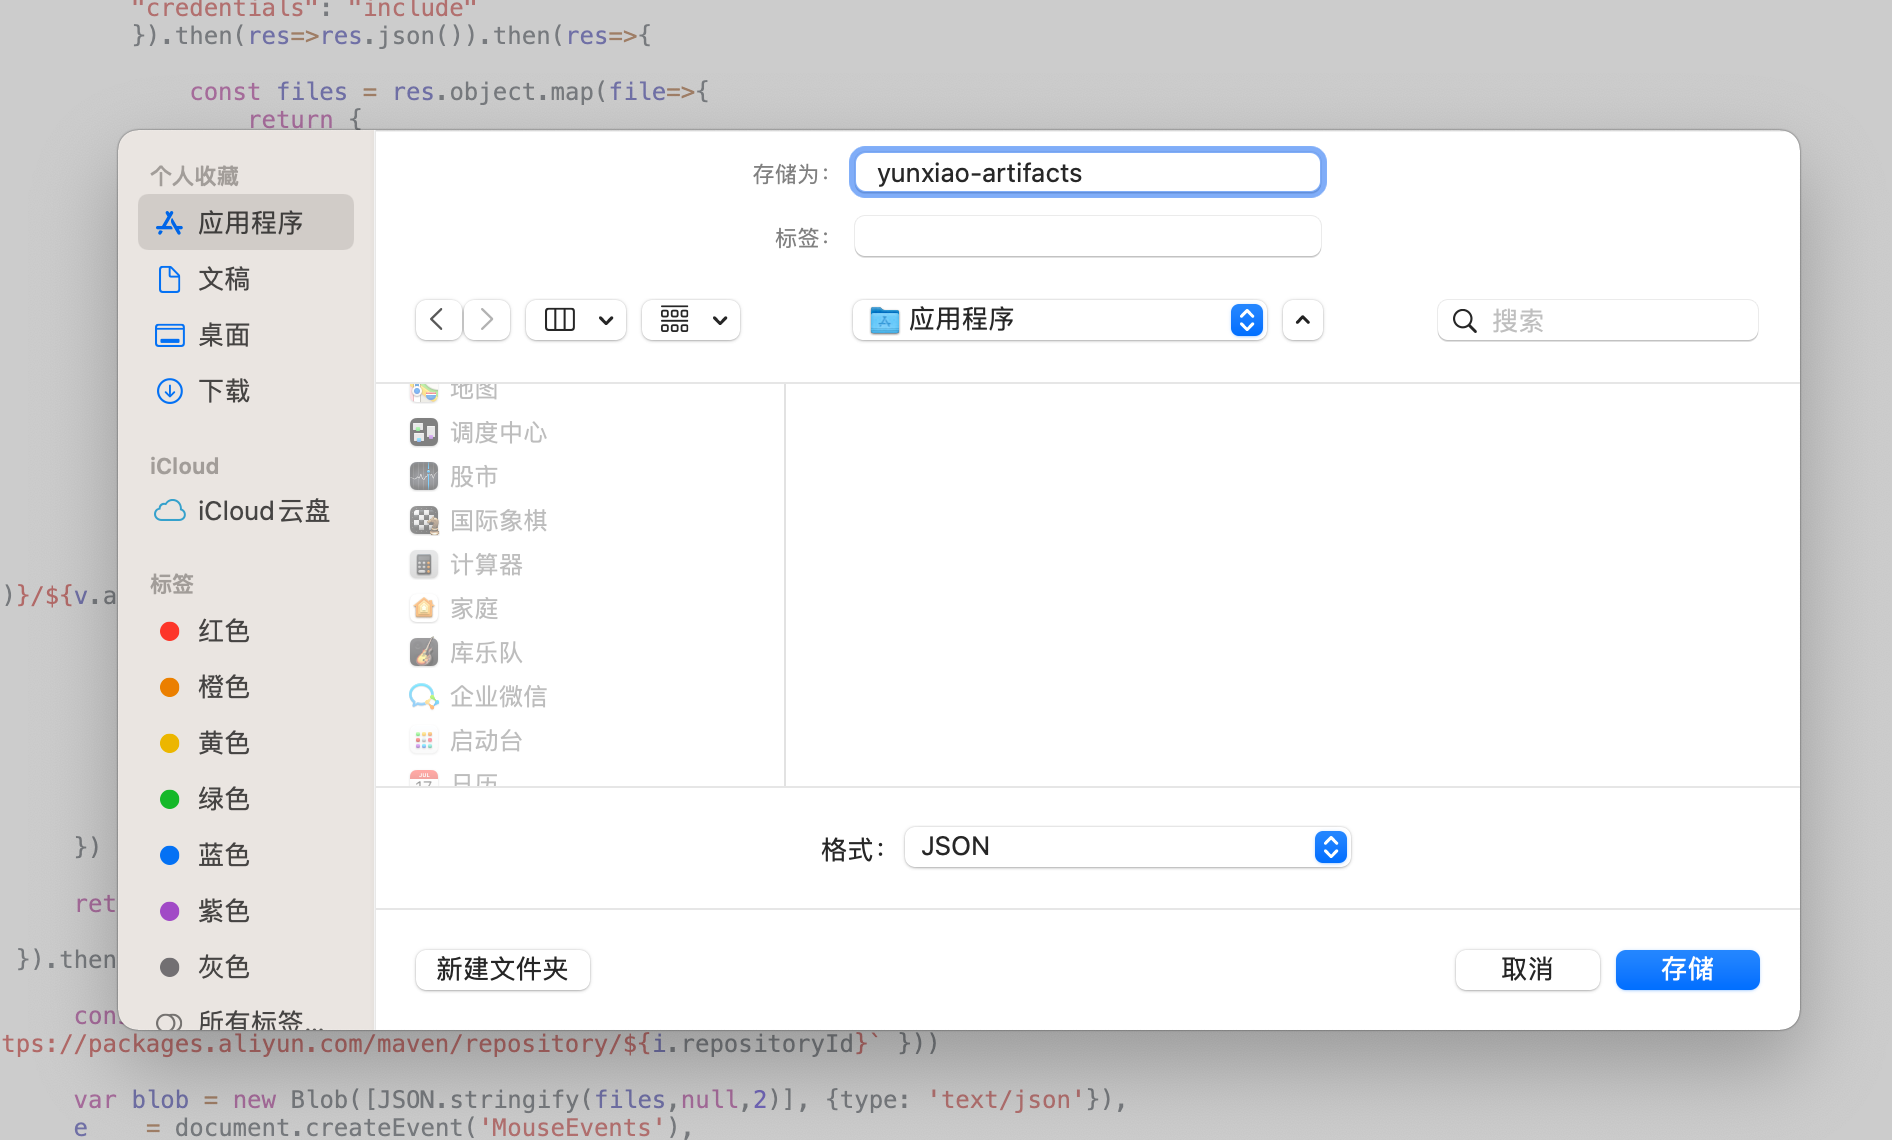 "credentials": "include"
}).then(res=>res.json()).then(res=>{
const files = res.object.map(file=>{
return {
个人收藏
应用程序
文稿
桌面
下载
iCloud
iCloud云盘
标签
红色
橙色
黄色
绿色
蓝色
紫色
灰色
所有标签...
存储为：
yunxiao-artifacts
标签：
应用程序
搜索
地图
调度中心
股市
国际象棋
计算器
家庭
库乐队
企业微信
启动台
日历
格式：
JSON
新建文件夹
取消
存储
)}/${v.a
})
ret
}).then
con
tps://packages.aliyun.com/maven/repository/${i.repositoryId}` }))
var blob = new Blob([JSON.stringify(files,null,2)], {type: 'text/json'}),
e = document.createEvent('MouseEvents'),